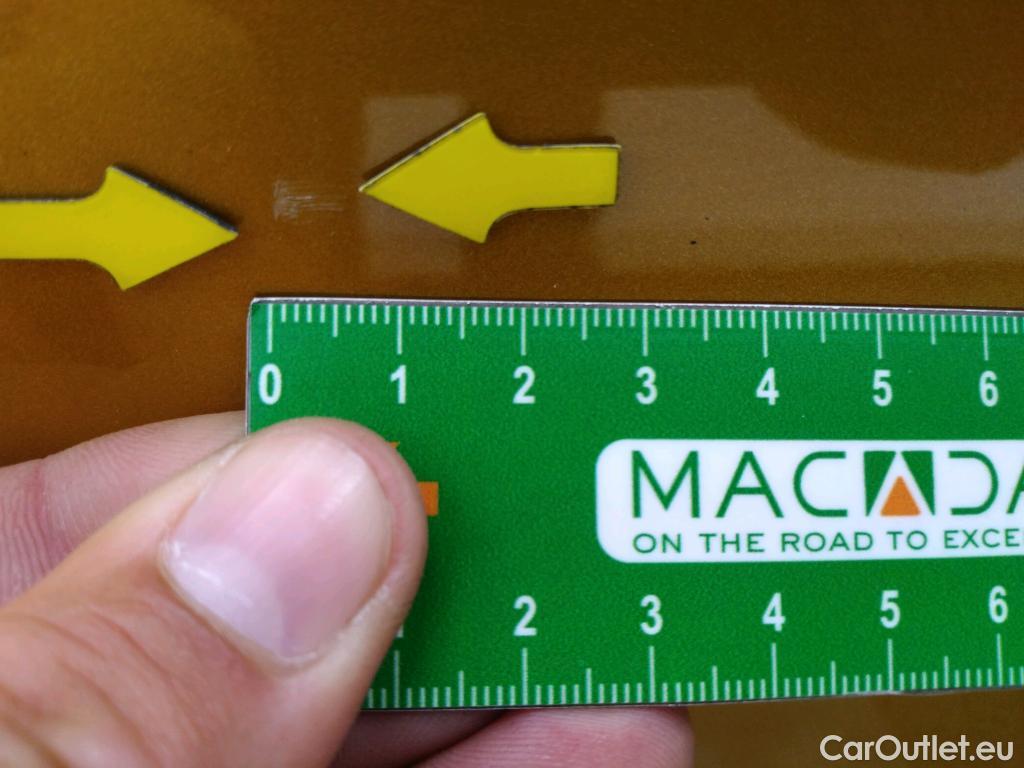 0 1 2 3 4 5 6
MACADA
ON THE ROAD TO EXCE
2 3 4 5 6
CarOutlet.eu